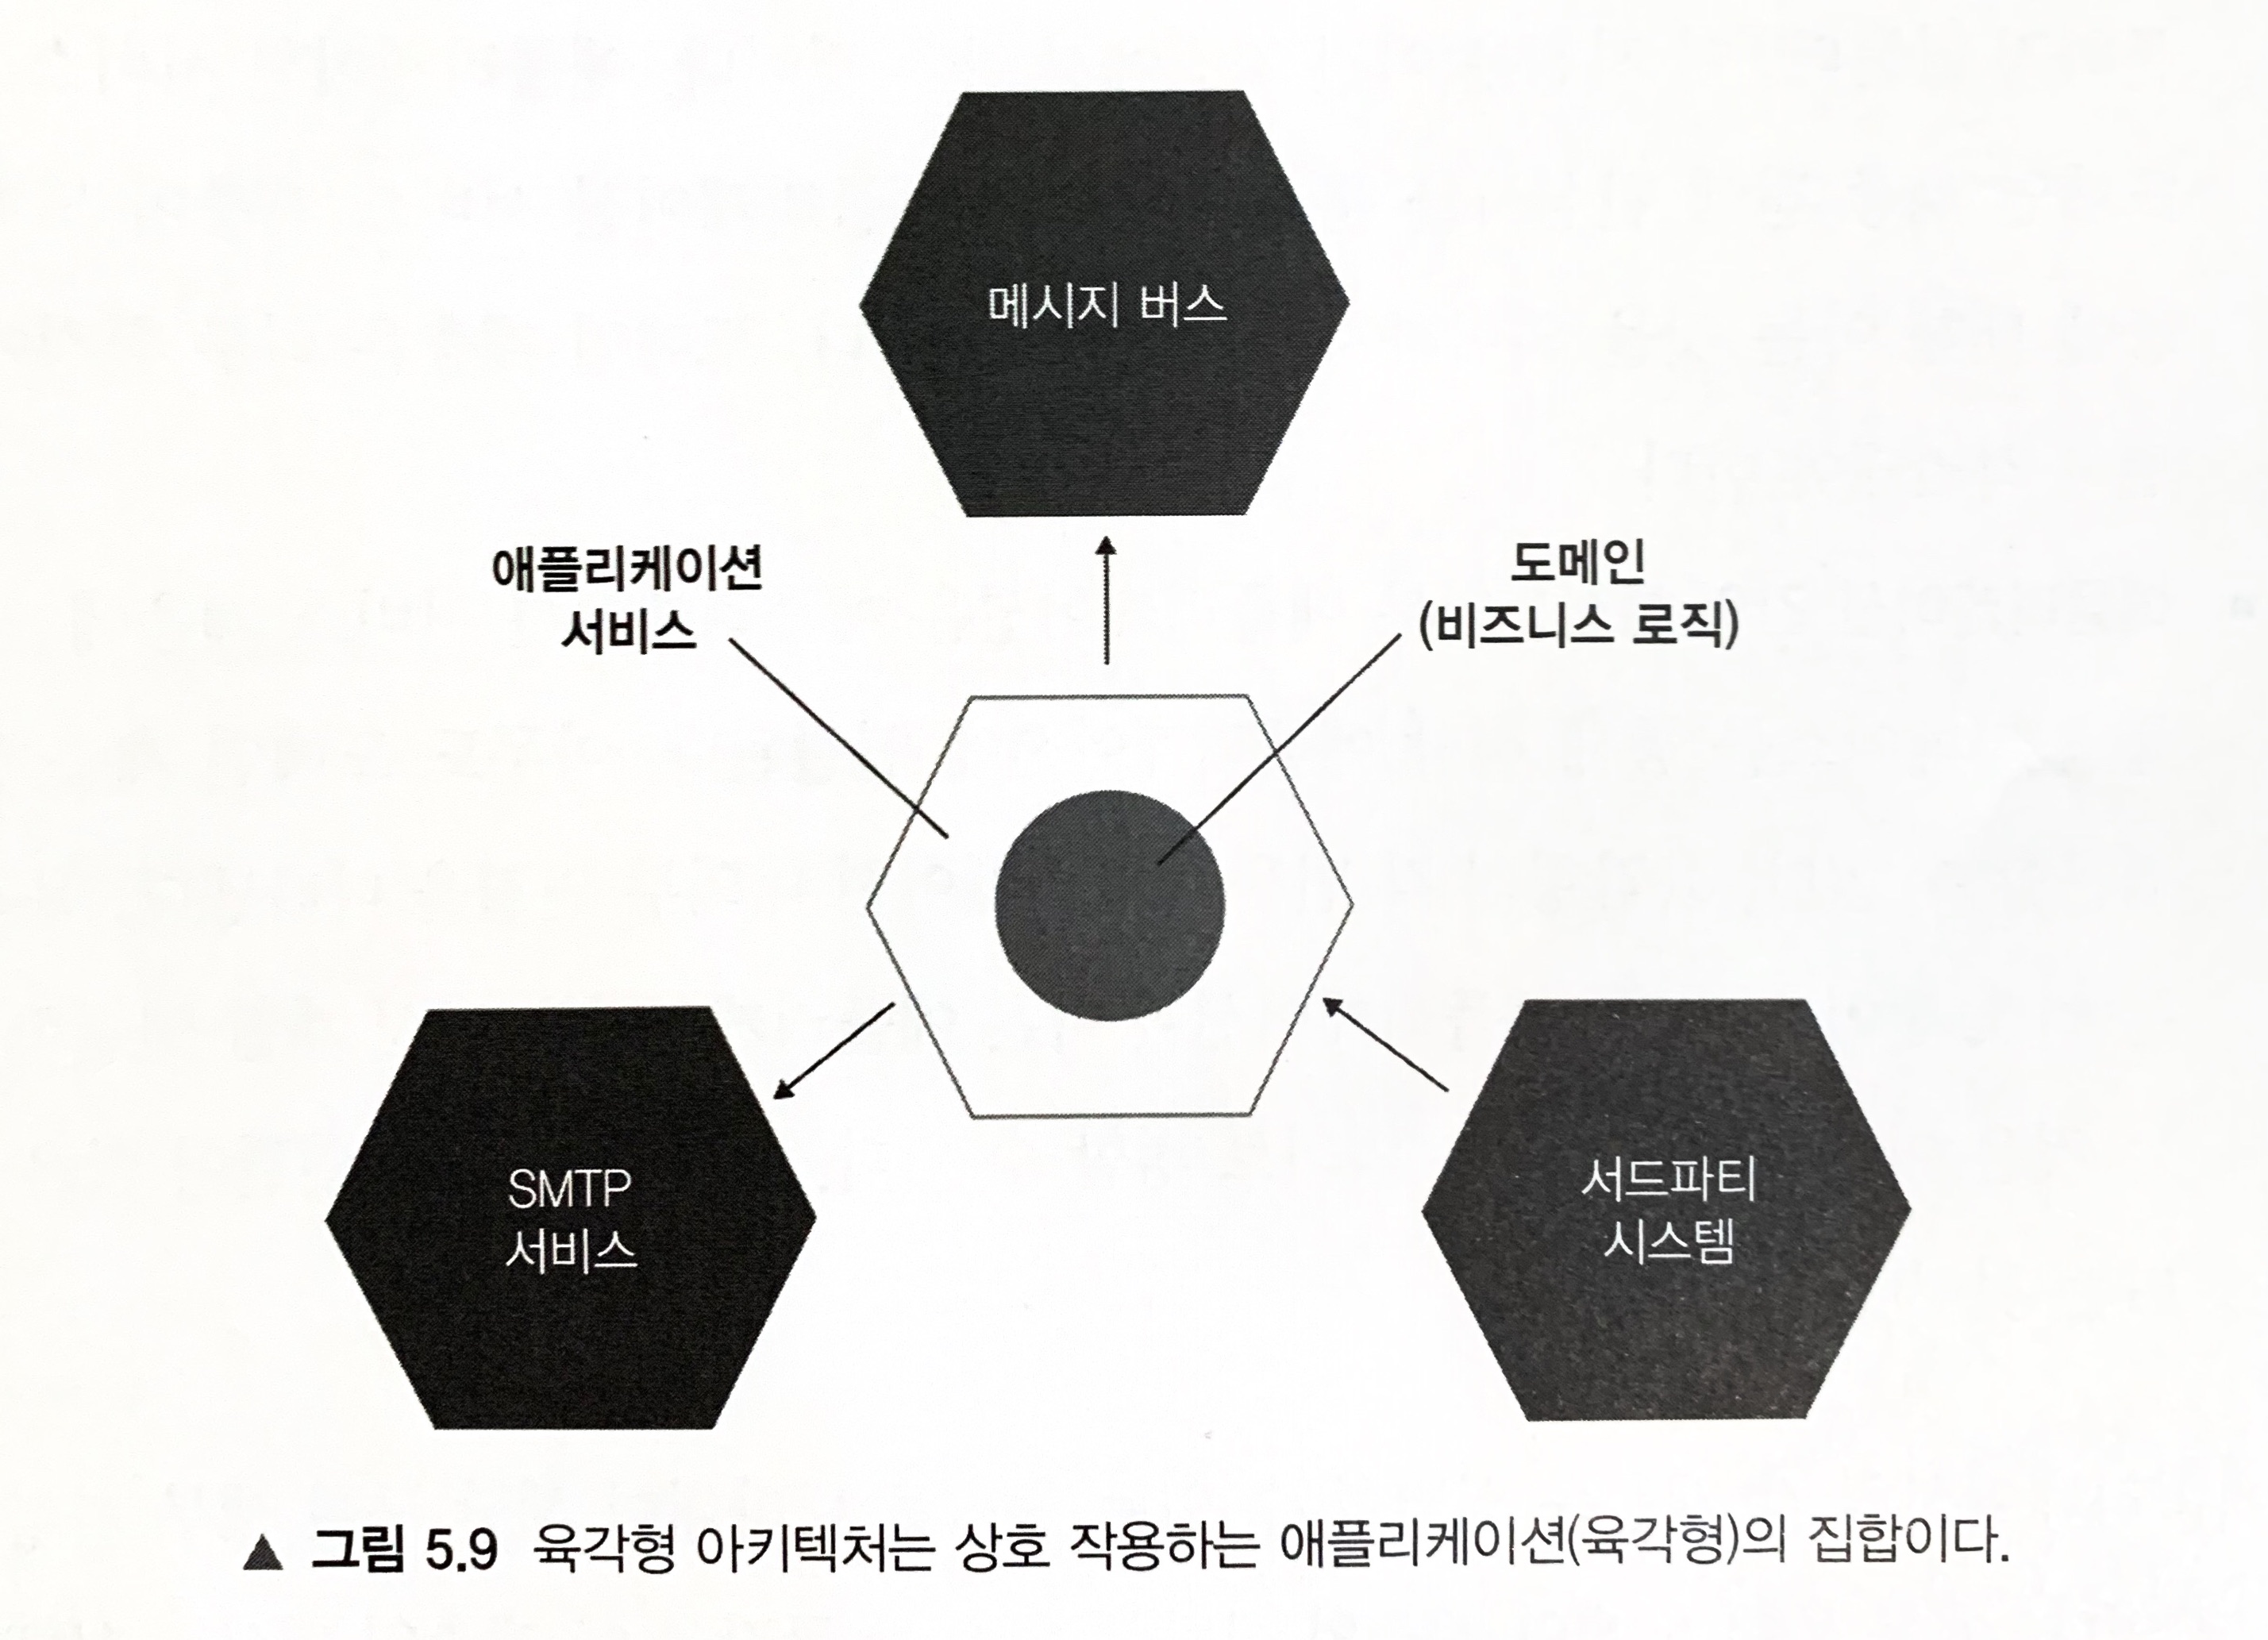 메시지 버스
애플리케이션
서비스
도메인
(비즈니스 로직)
SMTP
서비스
서드파티
시스템
▲ 그림 5.9 육각형 아키텍처는 상호 작용하는 애플리케이션(육각형)의 집합이다.